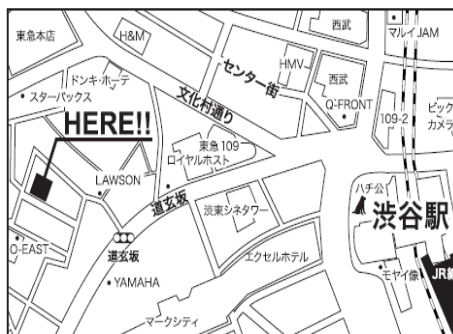 東急本店
H&M
西武
マルイJAM
センター街
HMV
西武
ドンキ・ホーテ
スターバックス
文化村通り
Q-FRONT
109-2
ビック
カメラ
HERE!!
東急109
ロイヤルホスト
LAWSON
道玄坂
ハチ公
渋谷駅
渋東シネタワー
O-EAST
道玄坂
エクセルホテル
YAMAHA
モヤイ像
JR
マークシティ